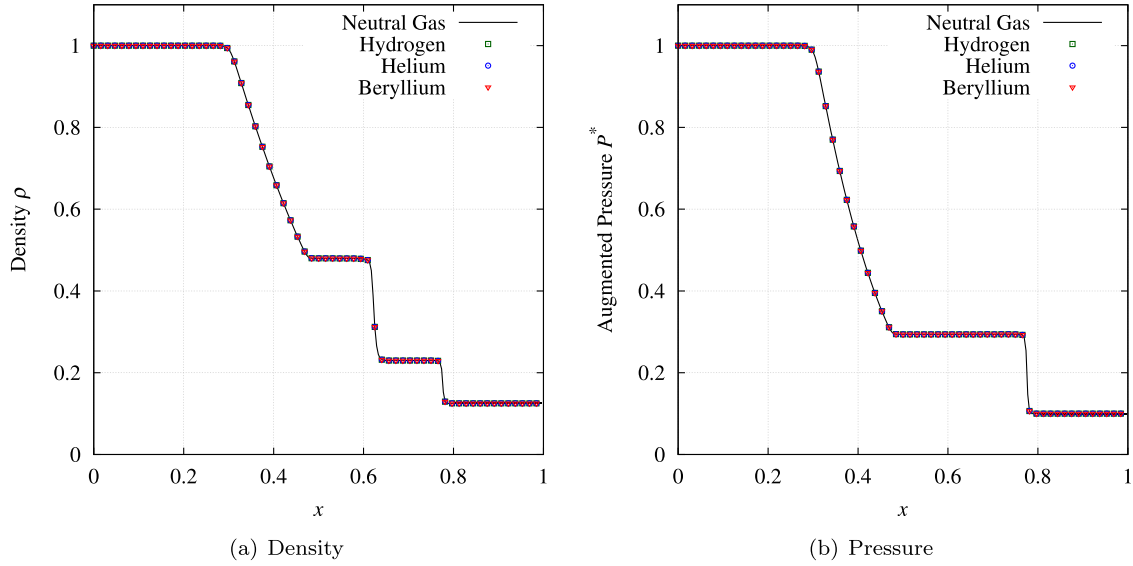 Neutral Gas
Hydrogen
Helium
Beryllium
1
0.8
0.6
0.4
0.2
0
Density ρ
0 0.2 0.4 0.6 0.8 1
x
(a) Density
Neutral Gas
Hydrogen
Helium
Beryllium
1
0.8
0.6
0.4
0.2
0
Augmented Pressure P*
0 0.2 0.4 0.6 0.8 1
x
(b) Pressure